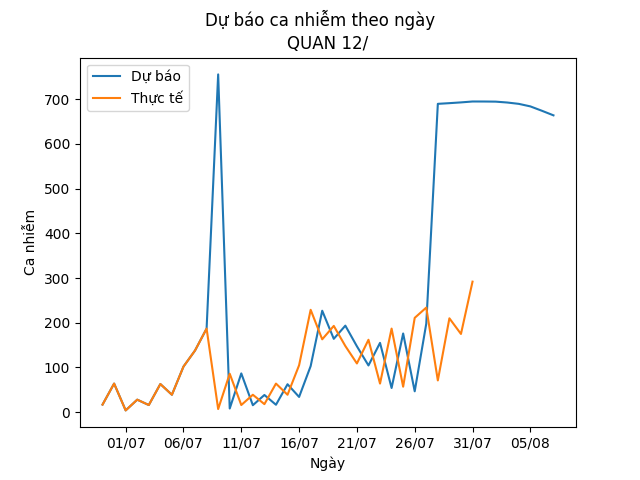 Dự báo ca nhiễm theo ngày
QUAN 12/
Dự báo
Thực tế
Ca nhiễm
700
600
500
400
300
200
100
0
01/07 06/07 11/07 16/07 21/07 26/07 31/07 05/08
Ngày